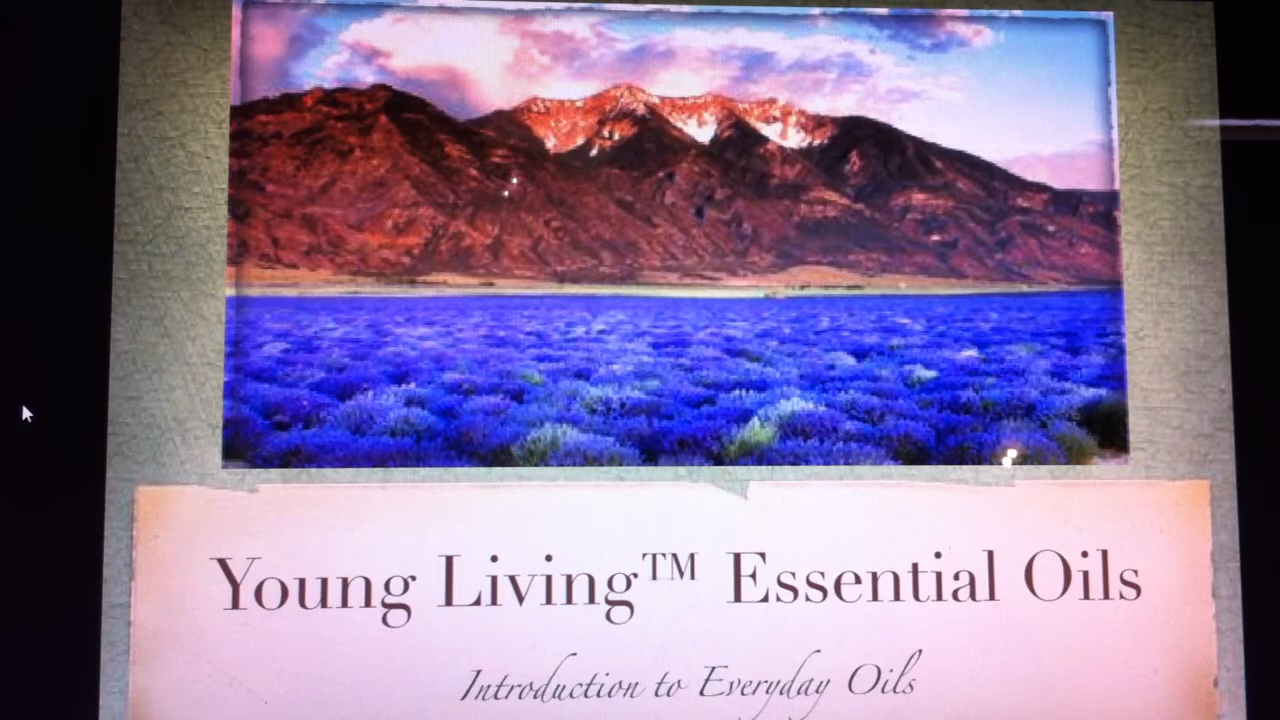 Young Living™ Essential Oils
Introduction to Everyday Oils